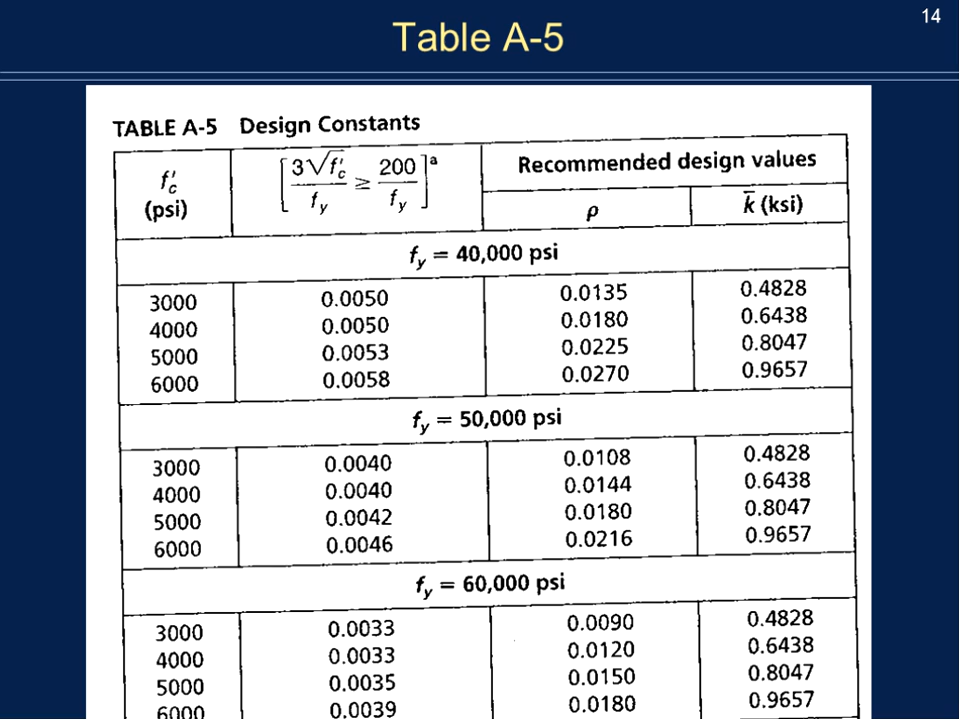 14
Table A-5
TABLE A-5 Design Constants
f′c (psi) [3√f′c / fy ≥ 200 / fy]ᵃ Recommended design values
ρ k̄ (ksi)
fy = 40,000 psi
3000 0.0050 0.0135 0.4828
4000 0.0050 0.0180 0.6438
5000 0.0053 0.0225 0.8047
6000 0.0058 0.0270 0.9657
fy = 50,000 psi
3000 0.0040 0.0108 0.4828
4000 0.0040 0.0144 0.6438
5000 0.0042 0.0180 0.8047
6000 0.0046 0.0216 0.9657
fy = 60,000 psi
3000 0.0033 0.0090 0.4828
4000 0.0033 0.0120 0.6438
5000 0.0035 0.0150 0.8047
6000 0.0039 0.0180 0.9657